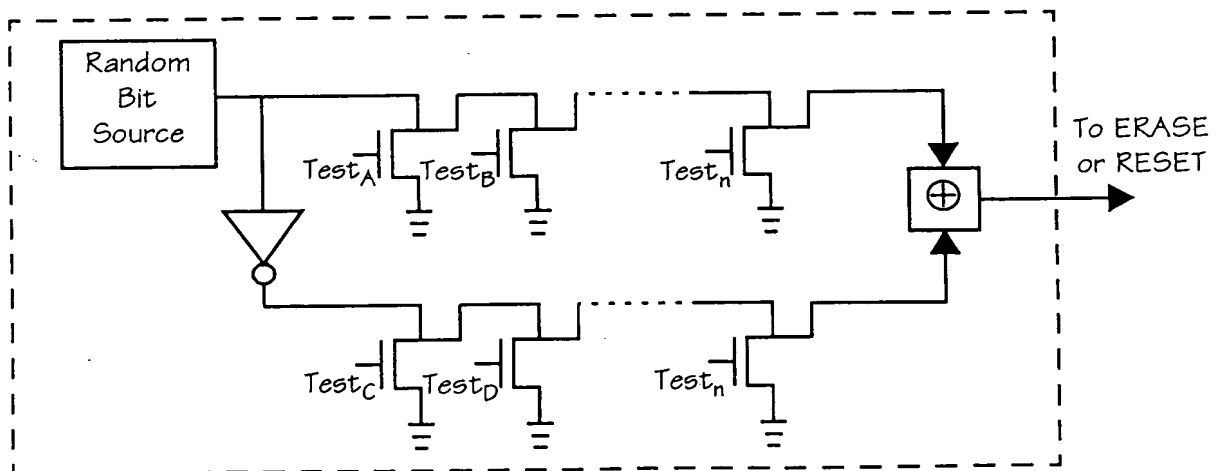 Random
Bit
Source
To ERASE
or RESET
Test_A
Test_B
Test_n
Test_C
Test_D
Test_n